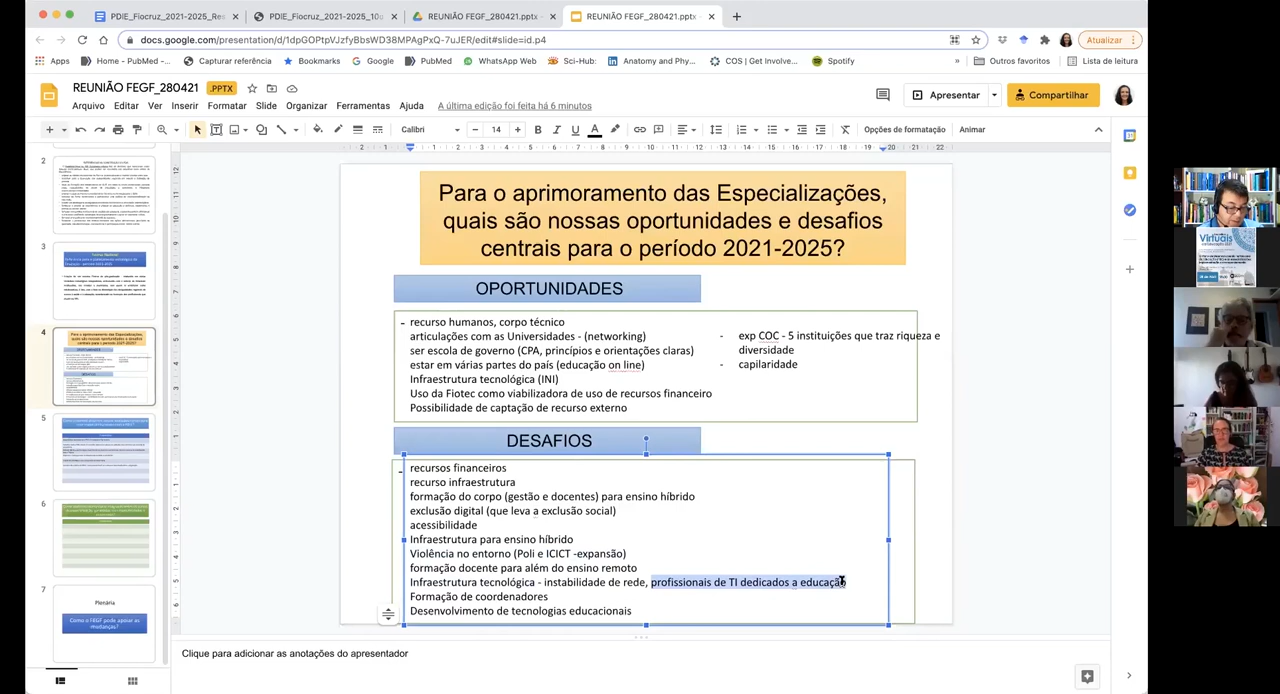 PDIE_Fiocruz_2021-2025_Res
PDIE_Fiocruz_2021-2025_10
REUNIÃO FEGF_280421.pptx
REUNIÃO FEGF_280421.pptx
docs.google.com/presentation/d/1dpGOPtpVJzfyBbsWD38MPAgPxQ-7uJER/edit#slide=id.p4
Atualizar
Apps
Home - PubMed -...
Capturar referência
Bookmarks
Google
PubMed
WhatsApp Web
Sci-Hub:
Anatomy and Phy...
COS | Get Involve...
Spotify
»
Outros favoritos
Lista de leitura
REUNIÃO FEGF_280421
.PPTX
Arquivo Editar Ver Inserir Formatar Slide Organizar Ferramentas Ajuda
A última edição foi feita há 6 minutos
Apresentar
Compartilhar
Calibri
14
B I U A
Opções de formatação
Animar
2
3
4
5
6
7
Plenária
Como o FEGF pode apoiar as mudanças?
Para o aprimoramento das Especializações,
quais são nossas oportunidades e desafios
centrais para o período 2021-2025?
OPORTUNIDADES
- recurso humanos, corpo técnico
articulações com as Universidades - (networking)
ser escola de governo(CPA, princípios e orientações claras)
estar em várias partes do país (educação on line)
Infraestrutura tecnológica (INI)
Uso da Fiotec como viabilizadora de uso de recursos financeiro
Possibilidade de captação de recurso externo
- exp COC - 5 instituições que traz riqueza e
diversidade
- capilaridade
DESAFIOS
- recursos financeiros
recurso infraestrutura
formação do corpo (gestão e docentes) para ensino híbrido
exclusão digital (que leva a exclusão social)
acessibilidade
Infraestrutura para ensino híbrido
Violência no entorno (Poli e ICICT -expansão)
formação docente para além do ensino remoto
Infraestrutura tecnológica - instabilidade de rede, profissionais de TI dedicados a educação
Formação de coordenadores
Desenvolvimento de tecnologias educacionais
Clique para adicionar as anotações do apresentador
Virtuais